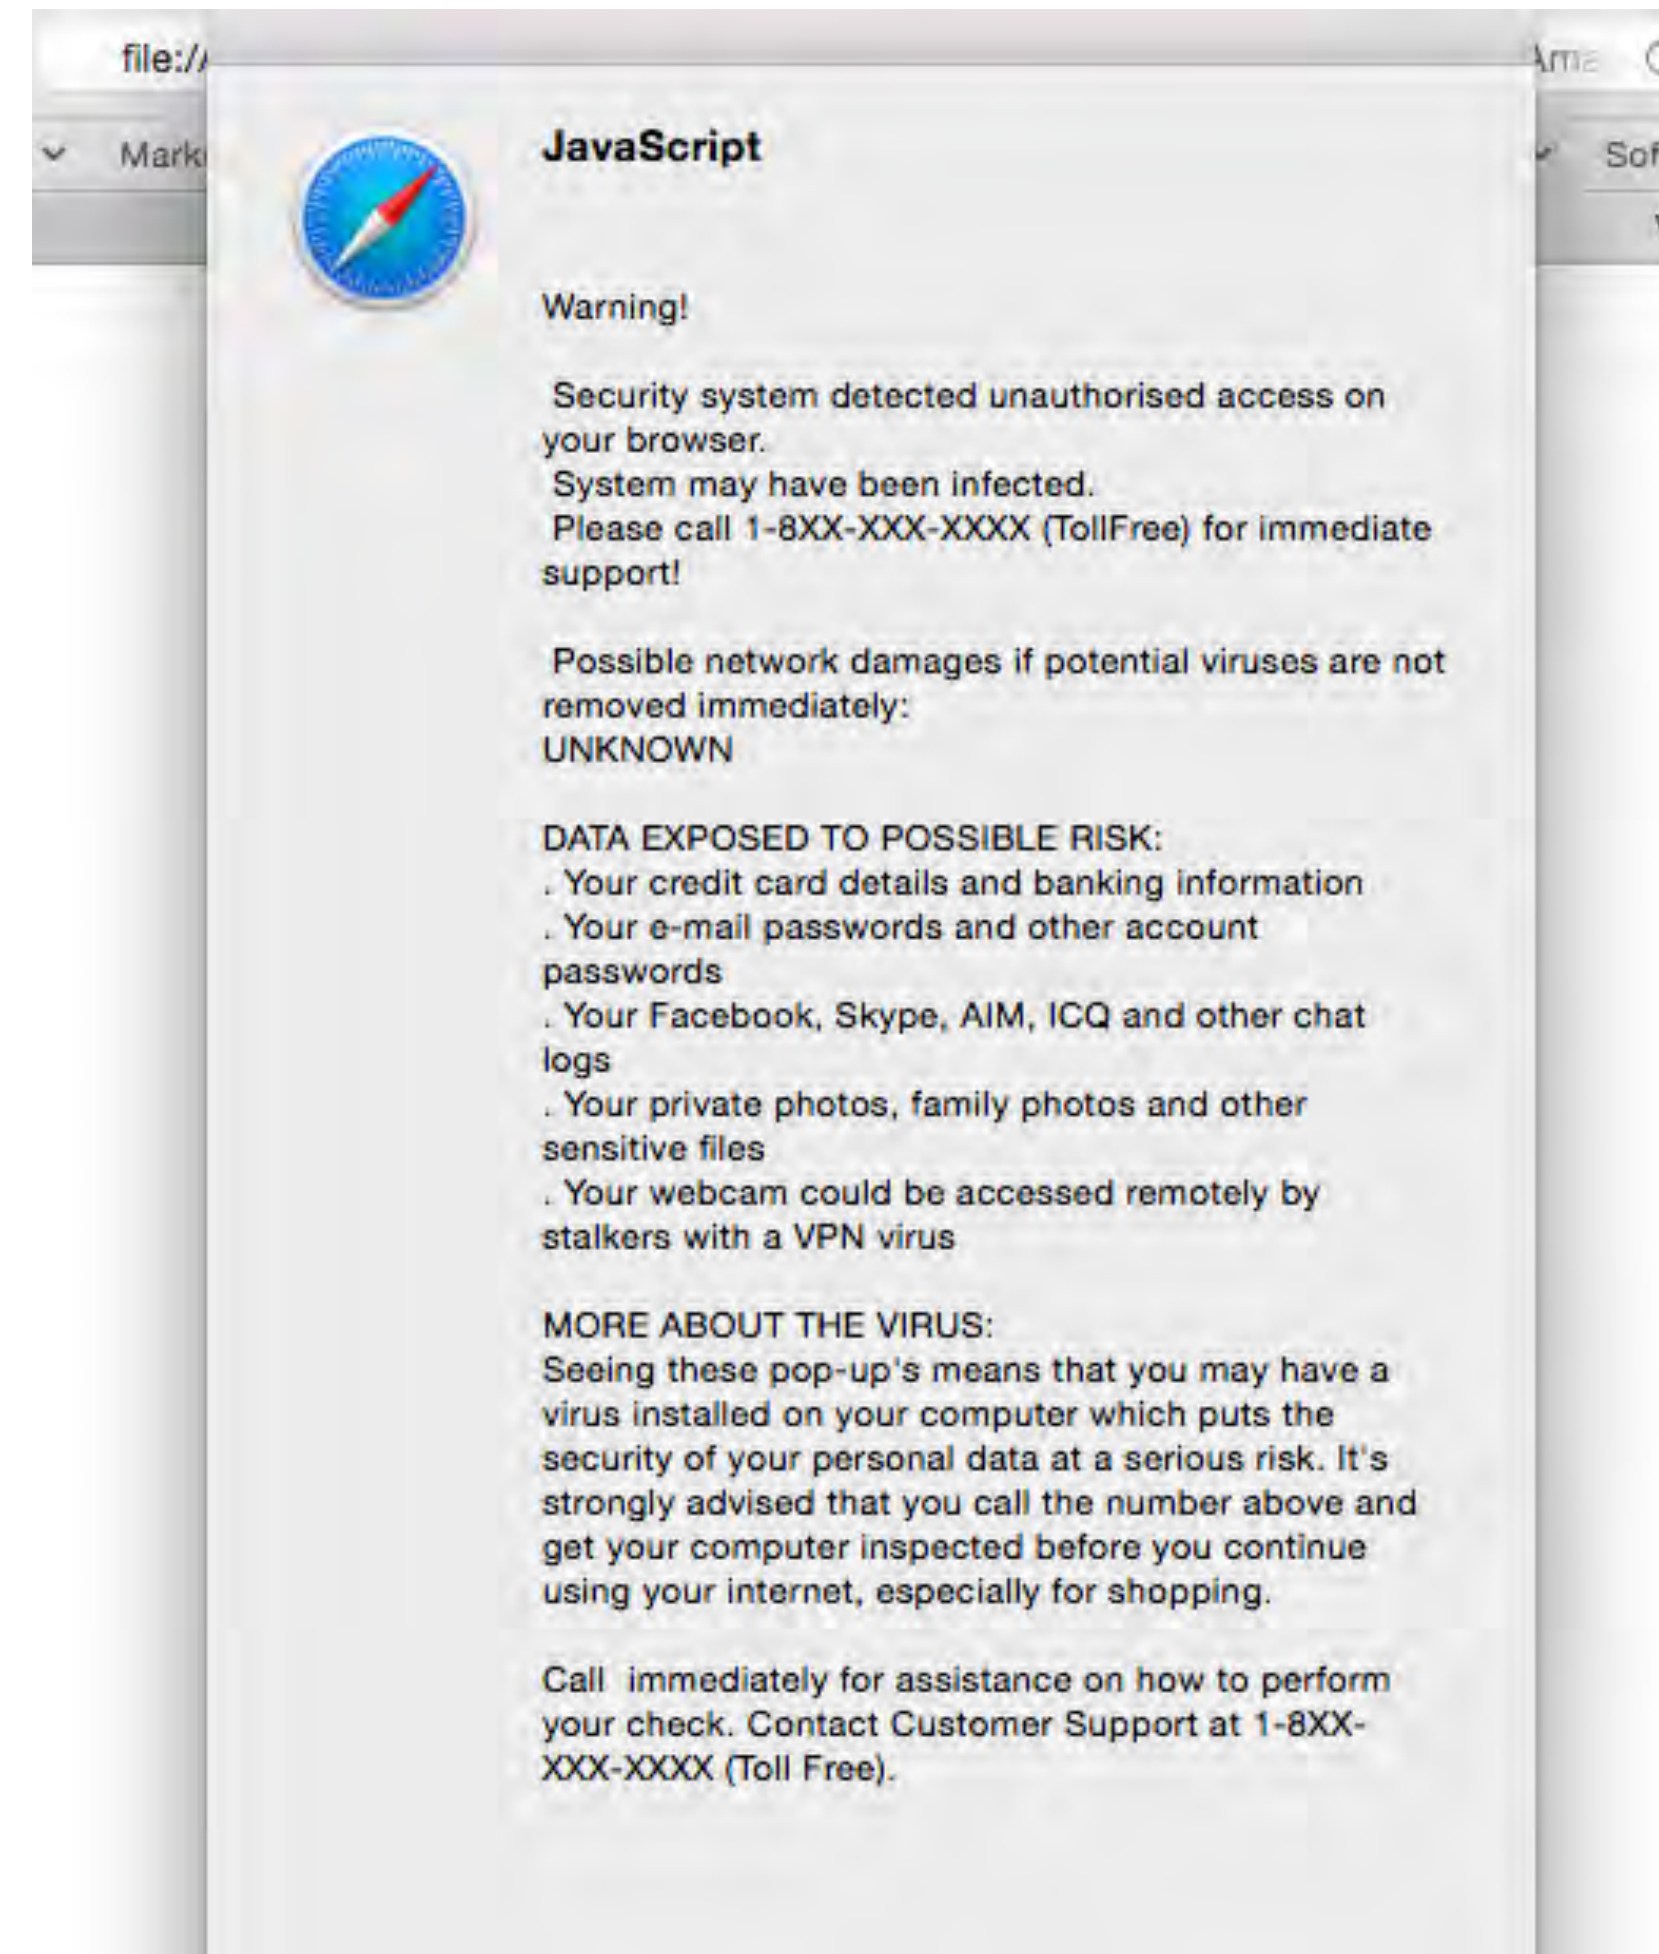 file://
JavaScript
Mark
Sof
Warning!
Security system detected unauthorised access on
your browser.
System may have been infected.
Please call 1-8XX-XXX-XXXX (TollFree) for immediate
support!
Possible network damages if potential viruses are not
removed immediately:
UNKNOWN
DATA EXPOSED TO POSSIBLE RISK:
. Your credit card details and banking information
. Your e-mail passwords and other account
passwords
. Your Facebook, Skype, AIM, ICQ and other chat
logs
. Your private photos, family photos and other
sensitive files
. Your webcam could be accessed remotely by
stalkers with a VPN virus
MORE ABOUT THE VIRUS:
Seeing these pop-up's means that you may have a
virus installed on your computer which puts the
security of your personal data at a serious risk. It's
strongly advised that you call the number above and
get your computer inspected before you continue
using your internet, especially for shopping.
Call  immediately for assistance on how to perform
your check. Contact Customer Support at 1-8XX-
XXX-XXXX (Toll Free).